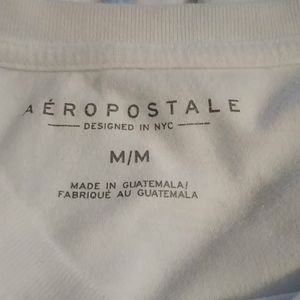 AÉROPOSTALE
DESIGNED IN NYC
M/M
MADE IN GUATEMALA/
FABRIQUÉ AU GUATEMALA